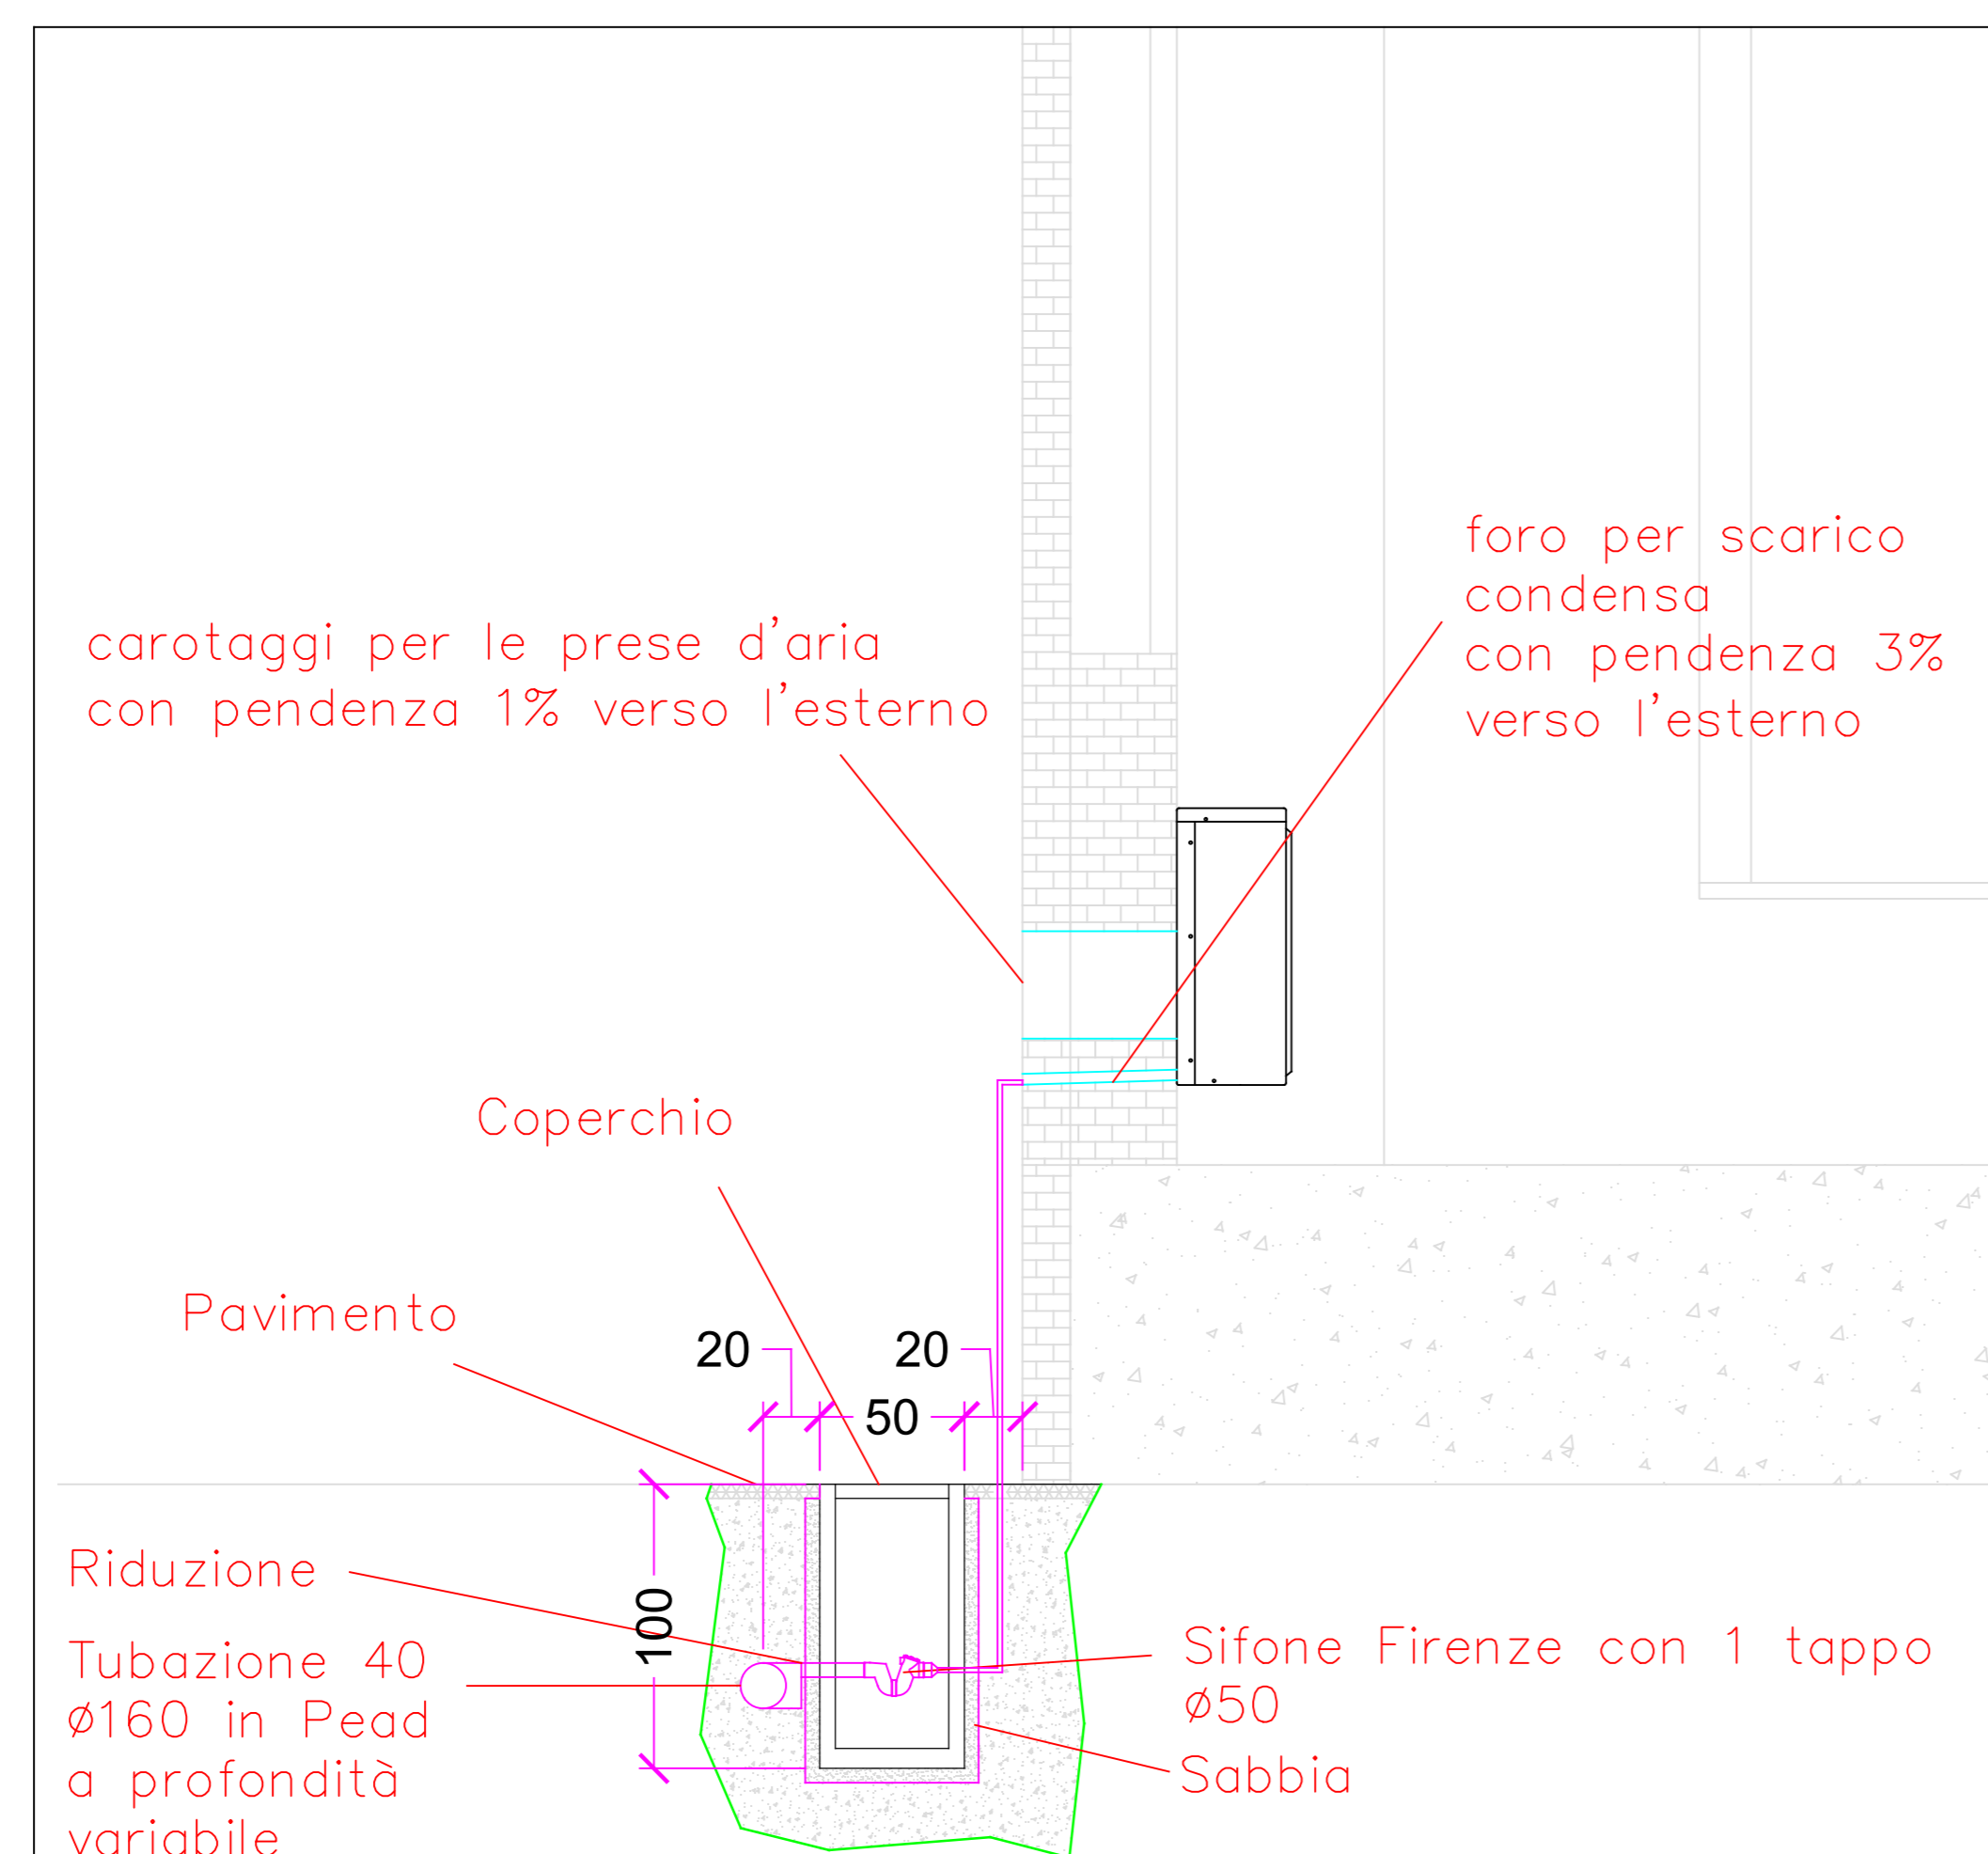 foro per scarico
condensa
con pendenza 3%
verso l'esterno
carotaggi per le prese d'aria
con pendenza 1% verso l'esterno
Coperchio
Pavimento
20
20
50
100
Riduzione
Tubazione 40
ø160 in Pead
a profondità
variabile
Sifone Firenze con 1 tappo
ø50
Sabbia